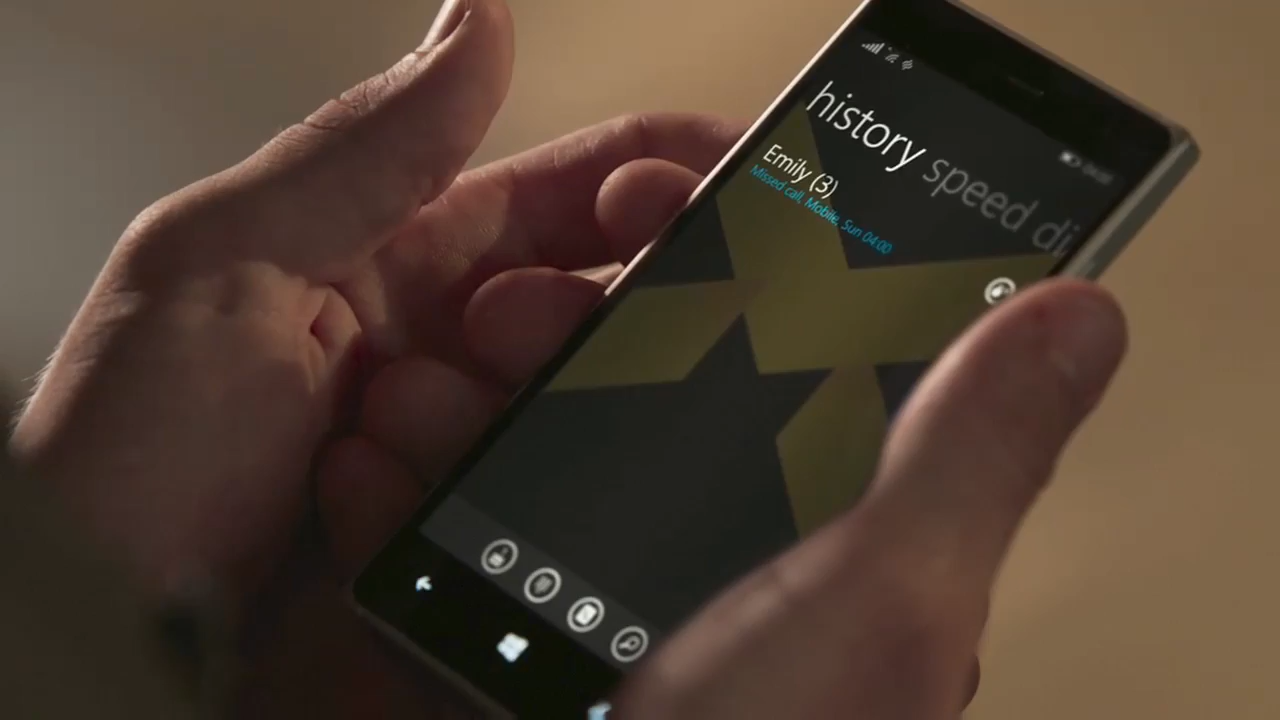 history speed di
Emily (3)
Missed call, Mobile, Sun 04:00